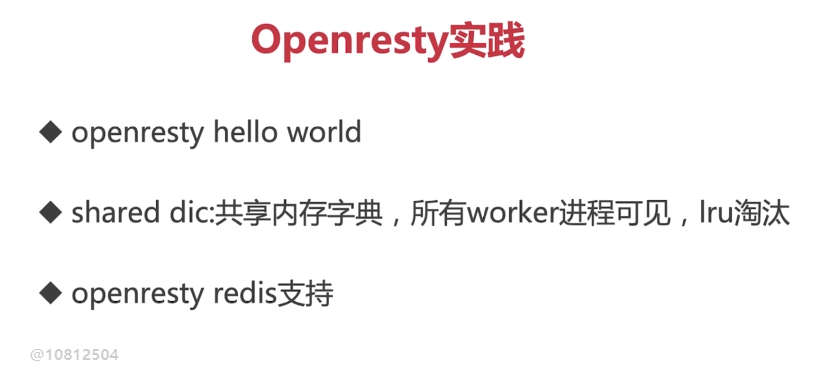 Openresty实践
◆ openresty hello world
◆ shared dic:共享内存字典，所有worker进程可见，lru淘汰
◆ openresty redis支持
@10812504